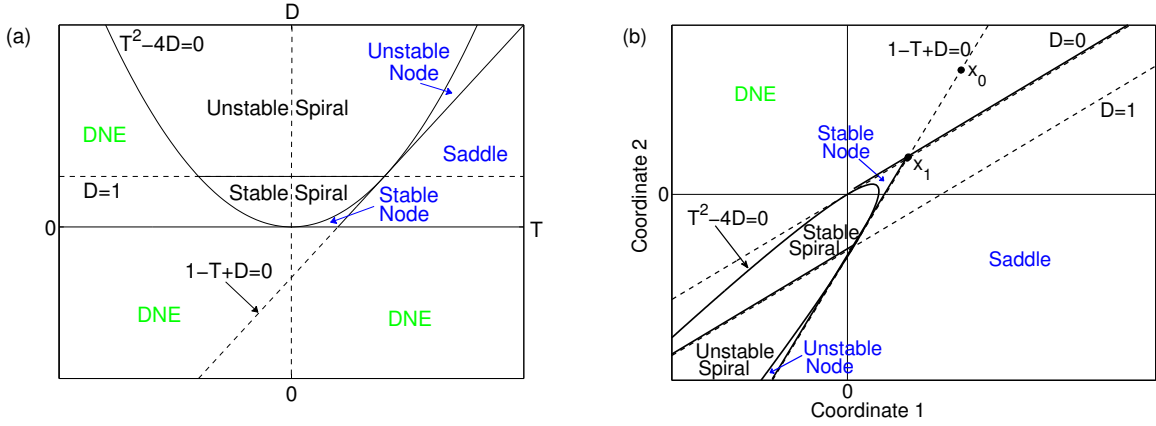 (a)
D
T²−4D=0
Unstable
Node
Unstable Spiral
DNE
Saddle
D=1
Stable Spiral
Stable
Node
0
T
1−T+D=0
DNE
DNE
0
(b)
1−T+D=0
D=0
x₀
DNE
D=1
Stable
Node
x₁
Coordinate 2
0
T²−4D=0
Stable
Spiral
Saddle
Unstable
Spiral
Unstable
Node
0
Coordinate 1